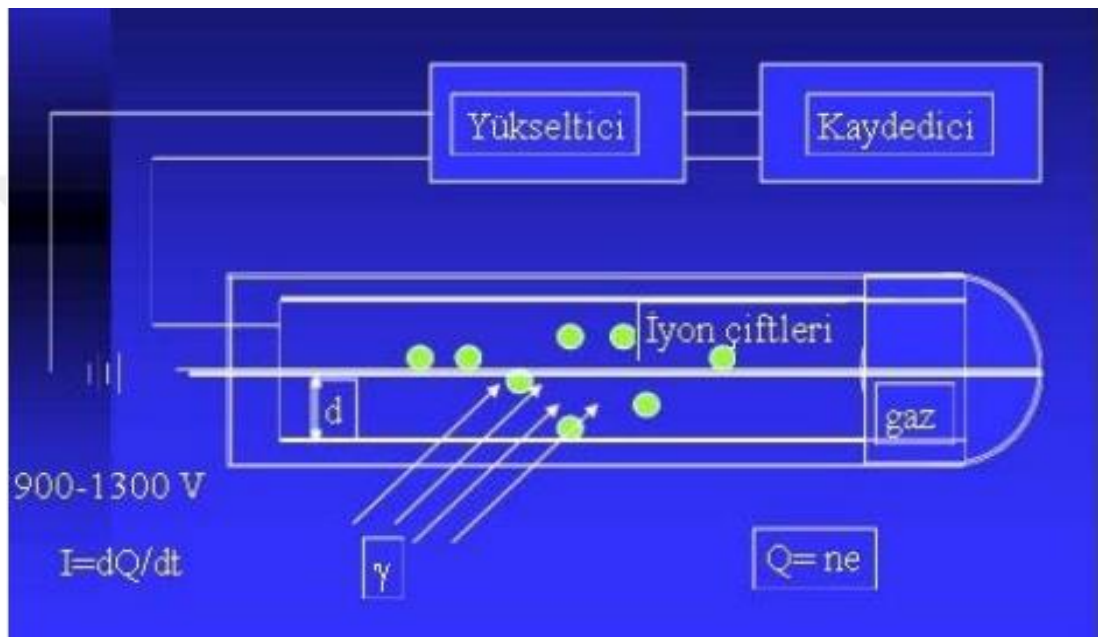 Yükseltici
Kaydedici
İyon çiftleri
d
gaz
900-1300 V
I=dQ/dt
γ
Q= ne